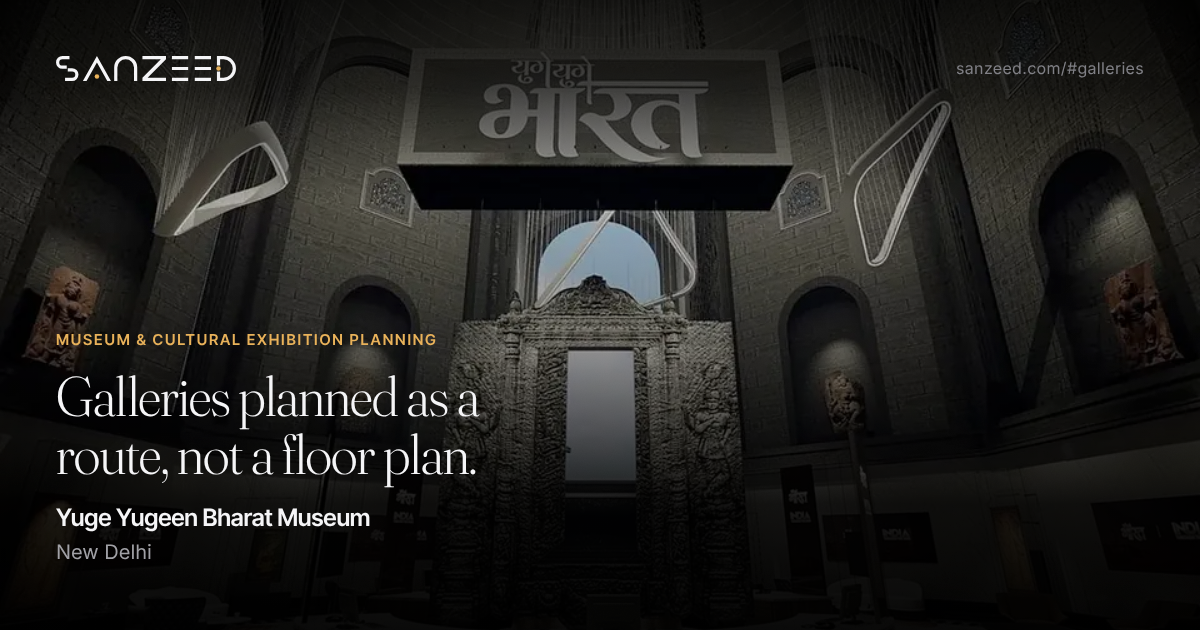 SANZEED
sanzeed.com/#galleries
युगे युगे
भारत
MUSEUM & CULTURAL EXHIBITION PLANNING
Galleries planned as a
route, not a floor plan.
Yuge Yugeen Bharat Museum
New Delhi